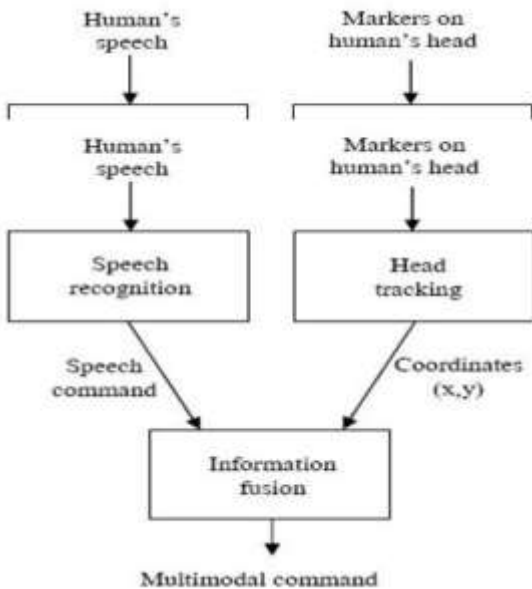 Human's
speech
Markers on
human's head
Human's
speech
Markers on
human's head
Speech
recognition
Head
tracking
Speech
command
Coordinates
(x,y)
Information
fusion
Multimodal command